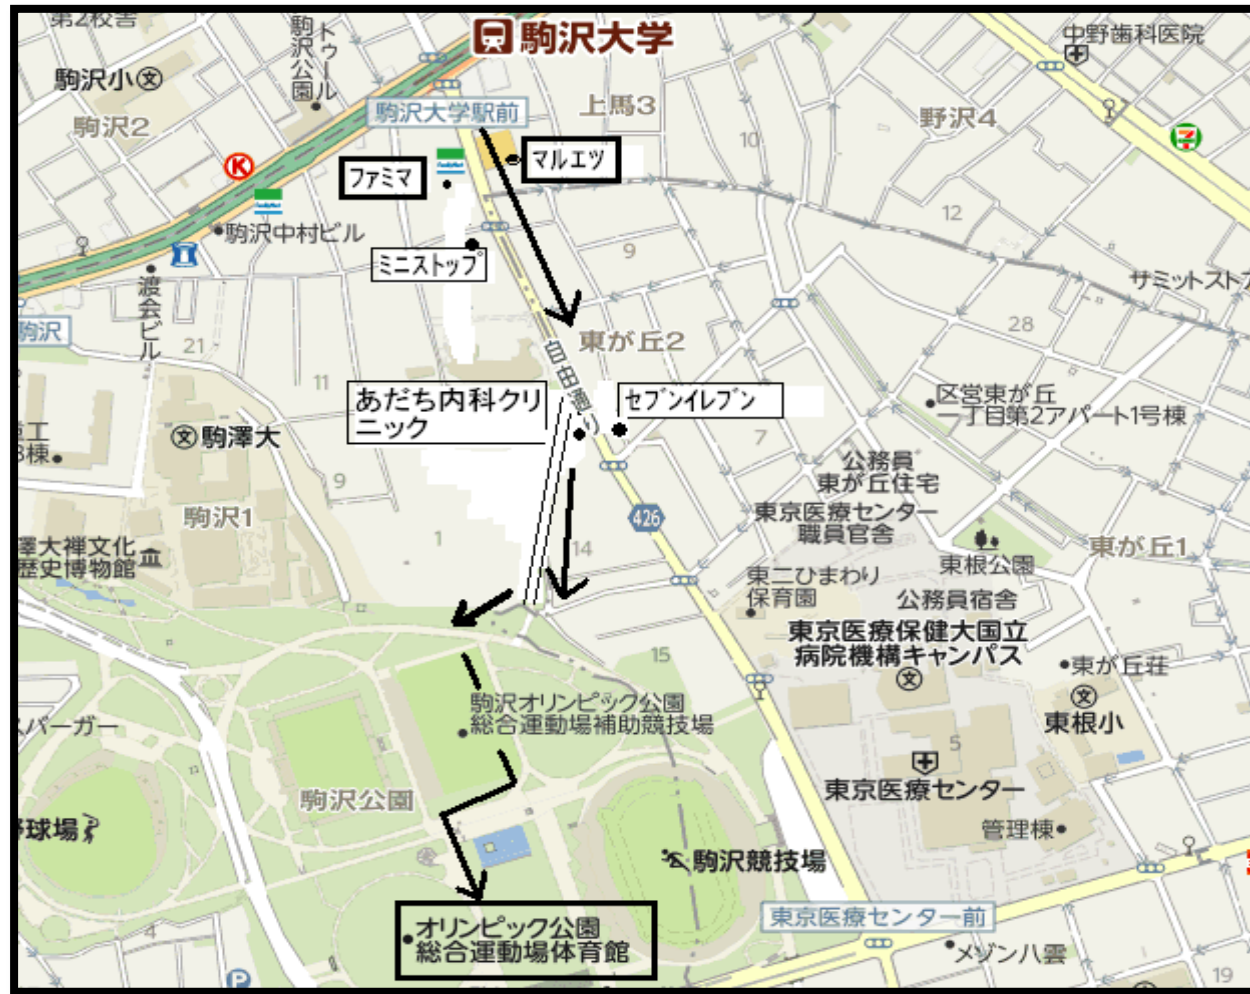 第2校舎
駒沢大学
中野歯科医院
トゥールー
駒沢公園
駒沢小
駒沢2
駒沢大学駅前
上馬3
野沢4
10
マルエツ
ファミマ
FamilyMart
K
7
駒沢中村ビル
12
9
ミニストップ
渡会ビル
サミットスト
駒沢
21
28
東が丘2
自由通り
11
あだち内科クリ
ニック
セブンイレブン
区営東が丘
一丁目第2アパート1号棟
駒澤大
7
9
公務員
東が丘住宅
駒沢1
426
東京医療センター
職員官舎
1
14
東根公園
東が丘1
澤大禅文化
歴史博物館
東二ひまわり
保育園
公務員宿舎
東京医療保健大国立
病院機構キャンパス
15
東が丘荘
東根小
スバーガー
駒沢オリンピック公園
総合運動場補助競技場
5
東京医療センター
駒沢公園
野球場
管理棟
駒沢競技場
東京医療センター前
オリンピック公園
総合運動場体育館
4
メゾン八雲
19
P